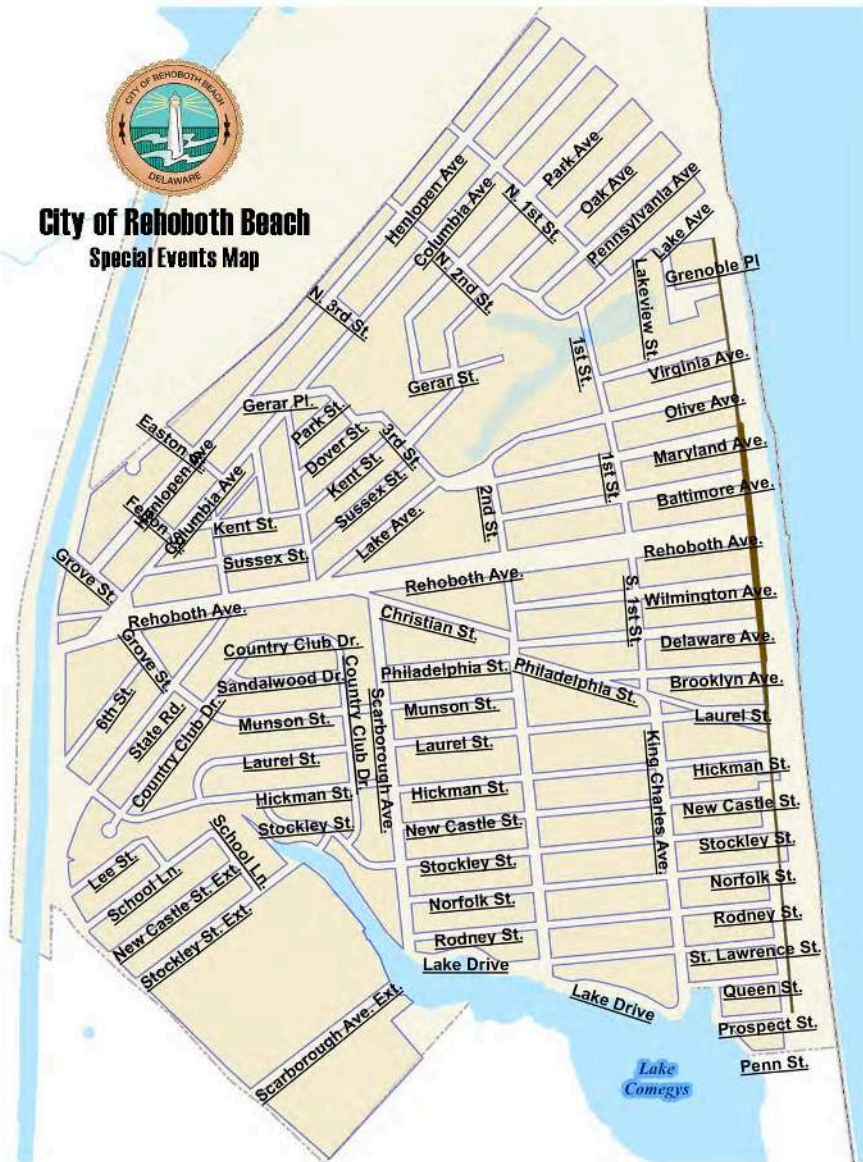 CITY OF REHOBOTH BEACH
DELAWARE
City of Rehoboth Beach
Special Events Map
Henlopen Ave
Columbia Ave
N. 1st St.
Park Ave
Oak Ave
Pennsylvania Ave
Lake Ave
Grenoble Pl
Lakeview St.
N. 2nd St.
N. 3rd St.
1st St.
Virginia Ave.
Gerar St.
Gerar Pl.
Olive Ave.
Park St.
Dover St.
3rd St.
Kent St.
Sussex St.
Lake Ave.
Maryland Ave.
1st St.
2nd St.
Baltimore Ave.
Easton
Henlopen Ave
Columbia Ave
Kent St.
Sussex St.
Grove St.
Rehoboth Ave.
Rehoboth Ave.
Rehoboth Ave.
S. 1st St.
Wilmington Ave.
Christian St.
Delaware Ave.
Grove St.
Country Club Dr.
Country Club Dr.
Philadelphia St.
Philadelphia St.
Brooklyn Ave.
Sandalwood Dr.
6th St.
State Rd.
Country Club Dr.
Scarborough Ave.
Munson St.
Munson St.
Laurel St.
Laurel St.
Laurel St.
King Charles Ave.
Hickman St.
Hickman St.
Hickman St.
New Castle St.
New Castle St.
Stockley St.
Stockley St.
Stockley St.
School Ln.
Lee St.
School Ln.
New Castle St. Ext.
Stockley St. Ext.
Norfolk St.
Norfolk St.
Rodney St.
Rodney St.
St. Lawrence St.
Lake Drive
Lake Drive
Queen St.
Prospect St.
Penn St.
Scarborough Ave. Ext.
Lake
Comegys